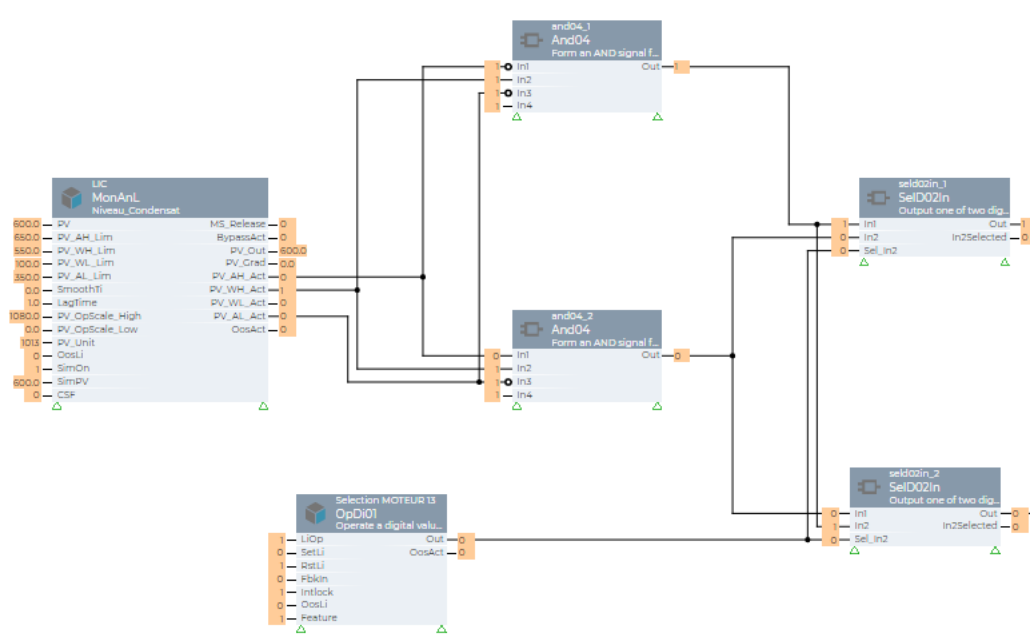 and04_1
And04
Form an AND signal f...
1 In1 Out 1
1 In2
1 In3
1 In4
LIC
MonAnL
Niveau_Condensat
600.0 PV MS_Release 0
650.0 PV_AH_Lim BypassAct 0
550.0 PV_WH_Lim PV_Out 600.0
100.0 PV_WL_Lim PV_Grad 0.0
350.0 PV_AL_Lim PV_AH_Act 0
0.0 SmoothTi PV_WH_Act 1
1.0 LagTime PV_WL_Act 0
1080.0 PV_OpScale_High PV_AL_Act 0
0.0 PV_OpScale_Low OosAct 0
1013 PV_Unit
0 OosLi
1 SimOn
600.0 SimPV
0 CSF
seld02in_1
SelD02In
Output one of two dig...
1 In1 Out 1
0 In2 In2Selected 0
0 Sel_In2
and04_2
And04
Form an AND signal f...
0 In1 Out 0
1 In2
1 In3
1 In4
seld02in_2
SelD02In
Output one of two dig...
0 In1 Out 0
1 In2 In2Selected 0
0 Sel_In2
Selection MOTEUR 13
OpDi01
Operate a digital valu...
1 LiOp Out 0
0 SetLi OosAct 0
1 RstLi
0 FbkIn
1 Intlock
0 OosLi
1 Feature